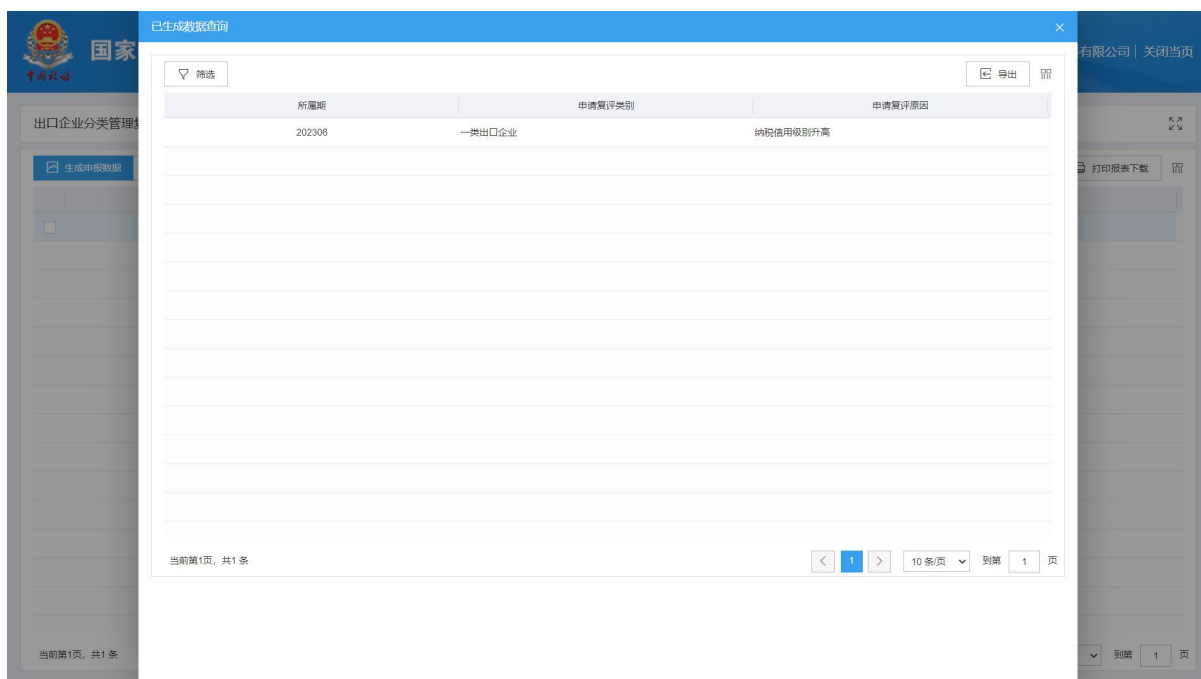 已生成数据查询 ×
国家
中国税务
有限公司 | 关闭当页
筛选
导出
所属期 申请复评类别 申请复评原因
202306 一类出口企业 纳税信用级别升高
出口企业分类管理
生成申报数据
打印报表下载
当前第1页，共1条
< 1 > 10 条/页 到第 1 页
当前第1页，共1条
到第 1 页